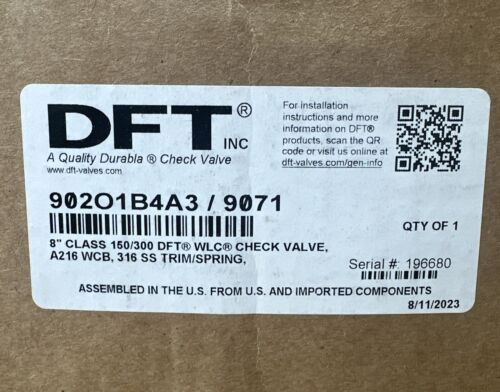 DFT® INC
A Quality Durabla ® Check Valve
www.dft-valves.com
For installation
instructions and more
information on DFT®
products, scan the QR
code or visit us online at
dft-valves.com/gen-info
902O1B4A3 / 9071
QTY OF 1
8" CLASS 150/300 DFT® WLC® CHECK VALVE,
A216 WCB, 316 SS TRIM/SPRING,
Serial #: 196680
ASSEMBLED IN THE U.S. FROM U.S. AND IMPORTED COMPONENTS
8/11/2023